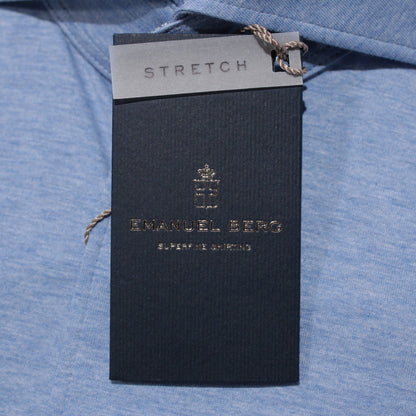 STRETCH
EMANUEL BERG
SUPERFINE SHIRTING